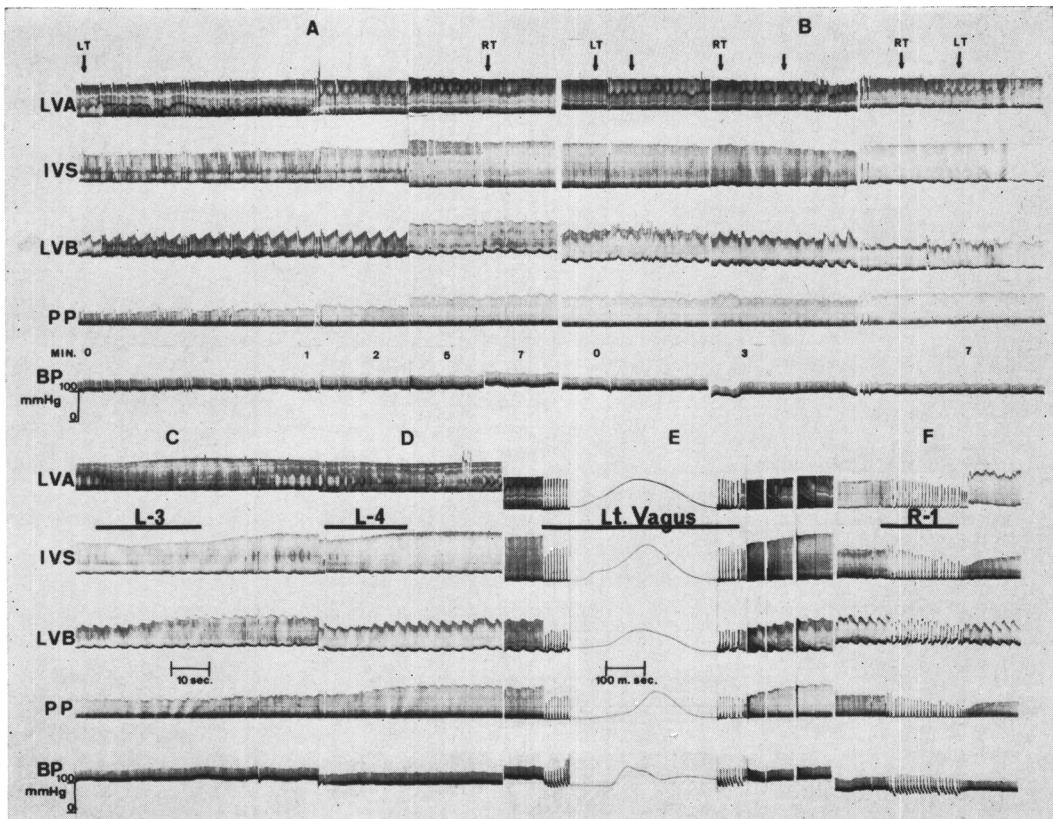 A B
LT RT LT RT RT LT
LVA
IVS
LVB
PP
MIN. 0 1 2 5 7 0 3 7
BP 100
mmHg
0
C D E F
LVA
L-3 L-4 Lt. Vagus R-1
IVS
LVB
10 sec. 100 m. sec.
PP
BP 100
mmHg
0